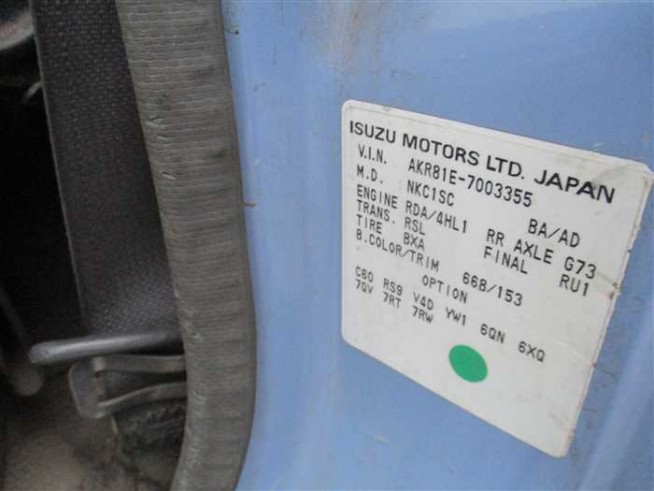 ISUZU MOTORS LTD. JAPAN
V.I.N. AKR81E-7003355
M.D. NKC1SC BA/AD
ENGINE RDA/4HL1 RR AXLE G73
TRANS. RSL FINAL RU1
TIRE BXA
B.COLOR/TRIM 668/153
OPTION
C60 RS9 V4D YW1 6QN 6XQ
7QV 7RT 7RW